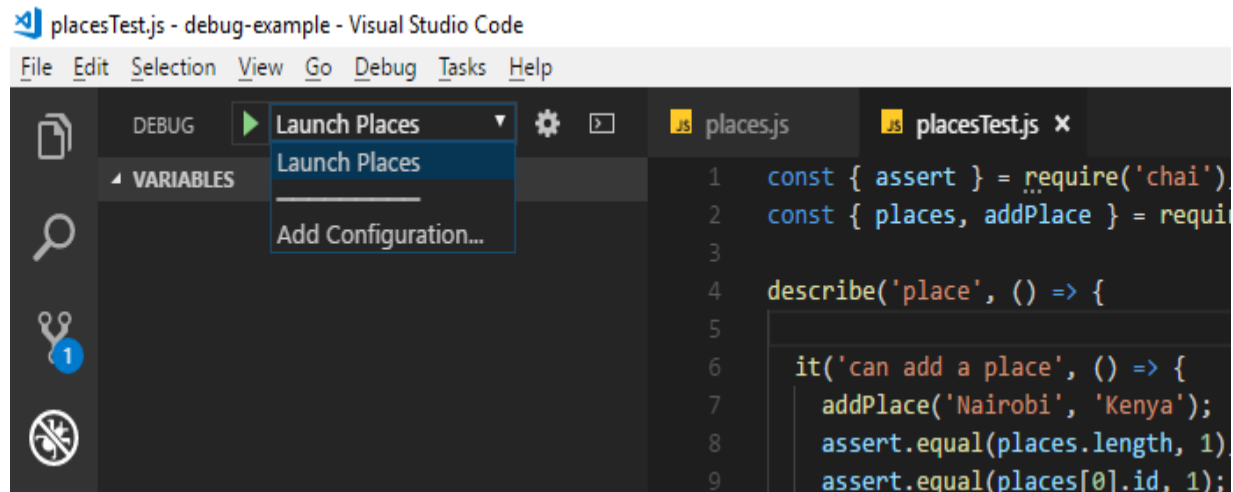 placesTest.js - debug-example - Visual Studio Code
File Edit Selection View Go Debug Tasks Help
DEBUG Launch Places
Launch Places
Add Configuration...
VARIABLES
1
JS places.js JS placesTest.js ×
1 const { assert } = require('chai')
2 const { places, addPlace } = requi
3
4 describe('place', () => {
5
6 it('can add a place', () => {
7 addPlace('Nairobi', 'Kenya');
8 assert.equal(places.length, 1)
9 assert.equal(places[0].id, 1);